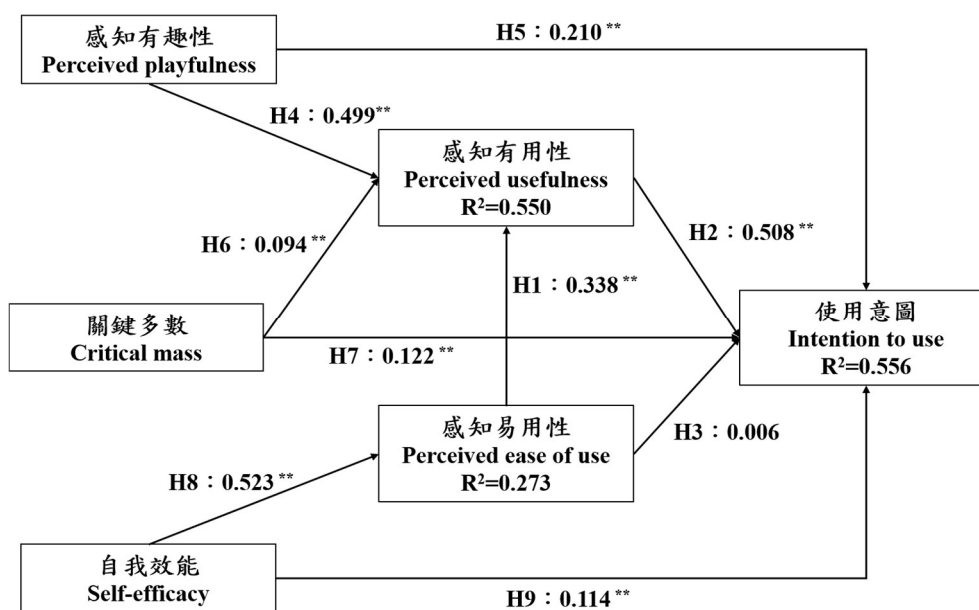 感知有趣性
Perceived playfulness
H5：0.210 **
H4：0.499**
感知有用性
Perceived usefulness
R²=0.550
H6：0.094 **
H2：0.508 **
H1：0.338 **
關鍵多數
Critical mass
使用意圖
Intention to use
R²=0.556
H7：0.122 **
感知易用性
Perceived ease of use
R²=0.273
H3：0.006
H8：0.523 **
自我效能
Self-efficacy
H9：0.114 **